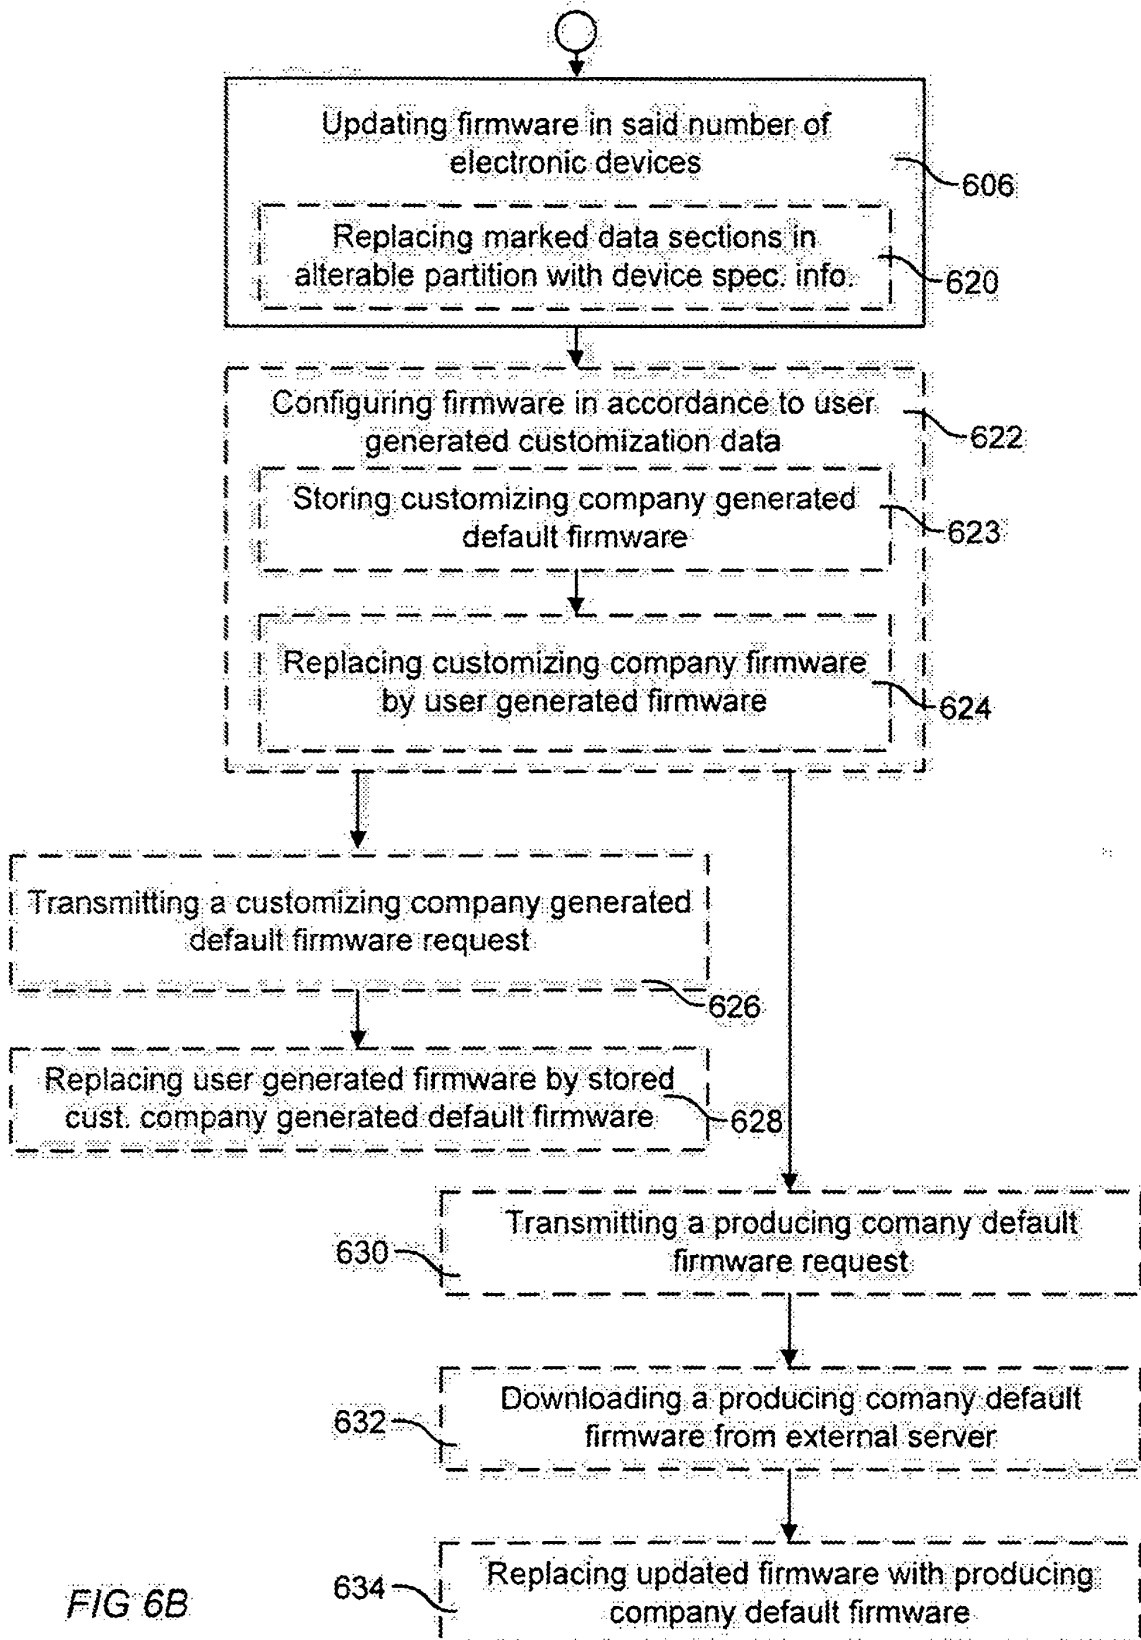 Updating firmware in said number of
electronic devices
606
Replacing marked data sections in
alterable partition with device spec. info.
620
Configuring firmware in accordance to user
generated customization data
622
Storing customizing company generated
default firmware
623
Replacing customizing company firmware
by user generated firmware
624
Transmitting a customizing company generated
default firmware request
626
Replacing user generated firmware by stored
cust. company generated default firmware
628
Transmitting a producing comany default
firmware request
630
Downloading a producing comany default
firmware from external server
632
Replacing updated firmware with producing
company default firmware
634
FIG 6B